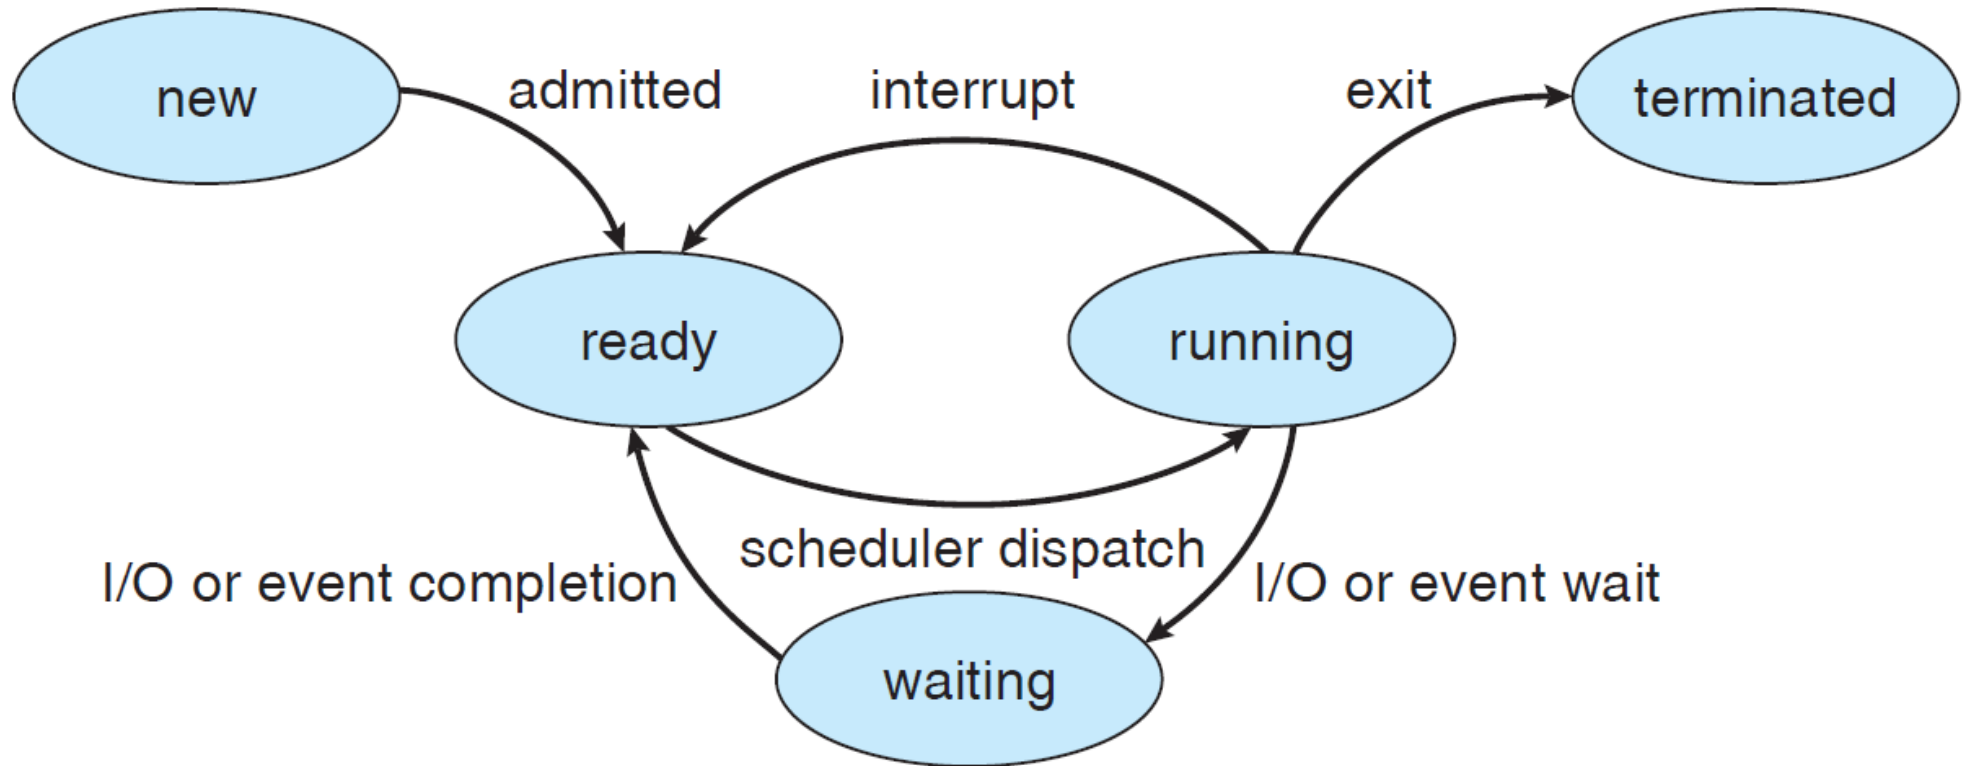 new
admitted
interrupt
exit
terminated
ready
running
scheduler dispatch
I/O or event completion
I/O or event wait
waiting